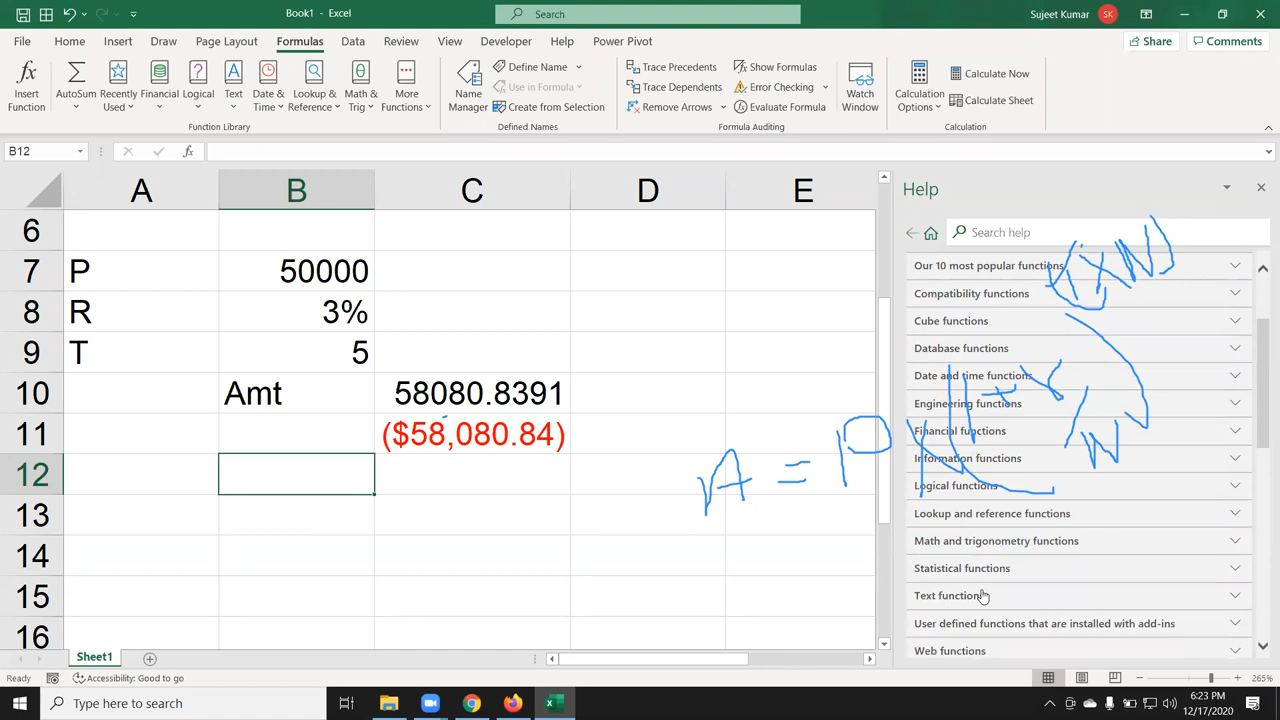 Book1 - Excel
Search
Sujeet Kumar
SK
File Home Insert Draw Page Layout Formulas Data Review View Developer Help Power Pivot
Share Comments
Insert Function
AutoSum
Recently Used
Financial
Logical
Text
Date & Time
Lookup & Reference
Math & Trig
More Functions
Function Library
Name Manager
Define Name
Use in Formula
Create from Selection
Defined Names
Trace Precedents
Trace Dependents
Remove Arrows
Show Formulas
Error Checking
Evaluate Formula
Formula Auditing
Watch Window
Calculation Options
Calculate Now
Calculate Sheet
Calculation
B12
fx
A B C D E
6
7 P 50000
8 R 3%
9 T 5
10 Amt 58080.8391
11 ($58,080.84)
12
13
14
15
16
A = P
Help
Search help
Our 10 most popular functions
Compatibility functions
Cube functions
Database functions
Date and time functions
Engineering functions
Financial functions
Information functions
Logical functions
Lookup and reference functions
Math and trigonometry functions
Statistical functions
Text functions
User defined functions that are installed with add-ins
Web functions
Sheet1
Ready
Accessibility: Good to go
265%
Type here to search
6:23 PM
12/17/2020